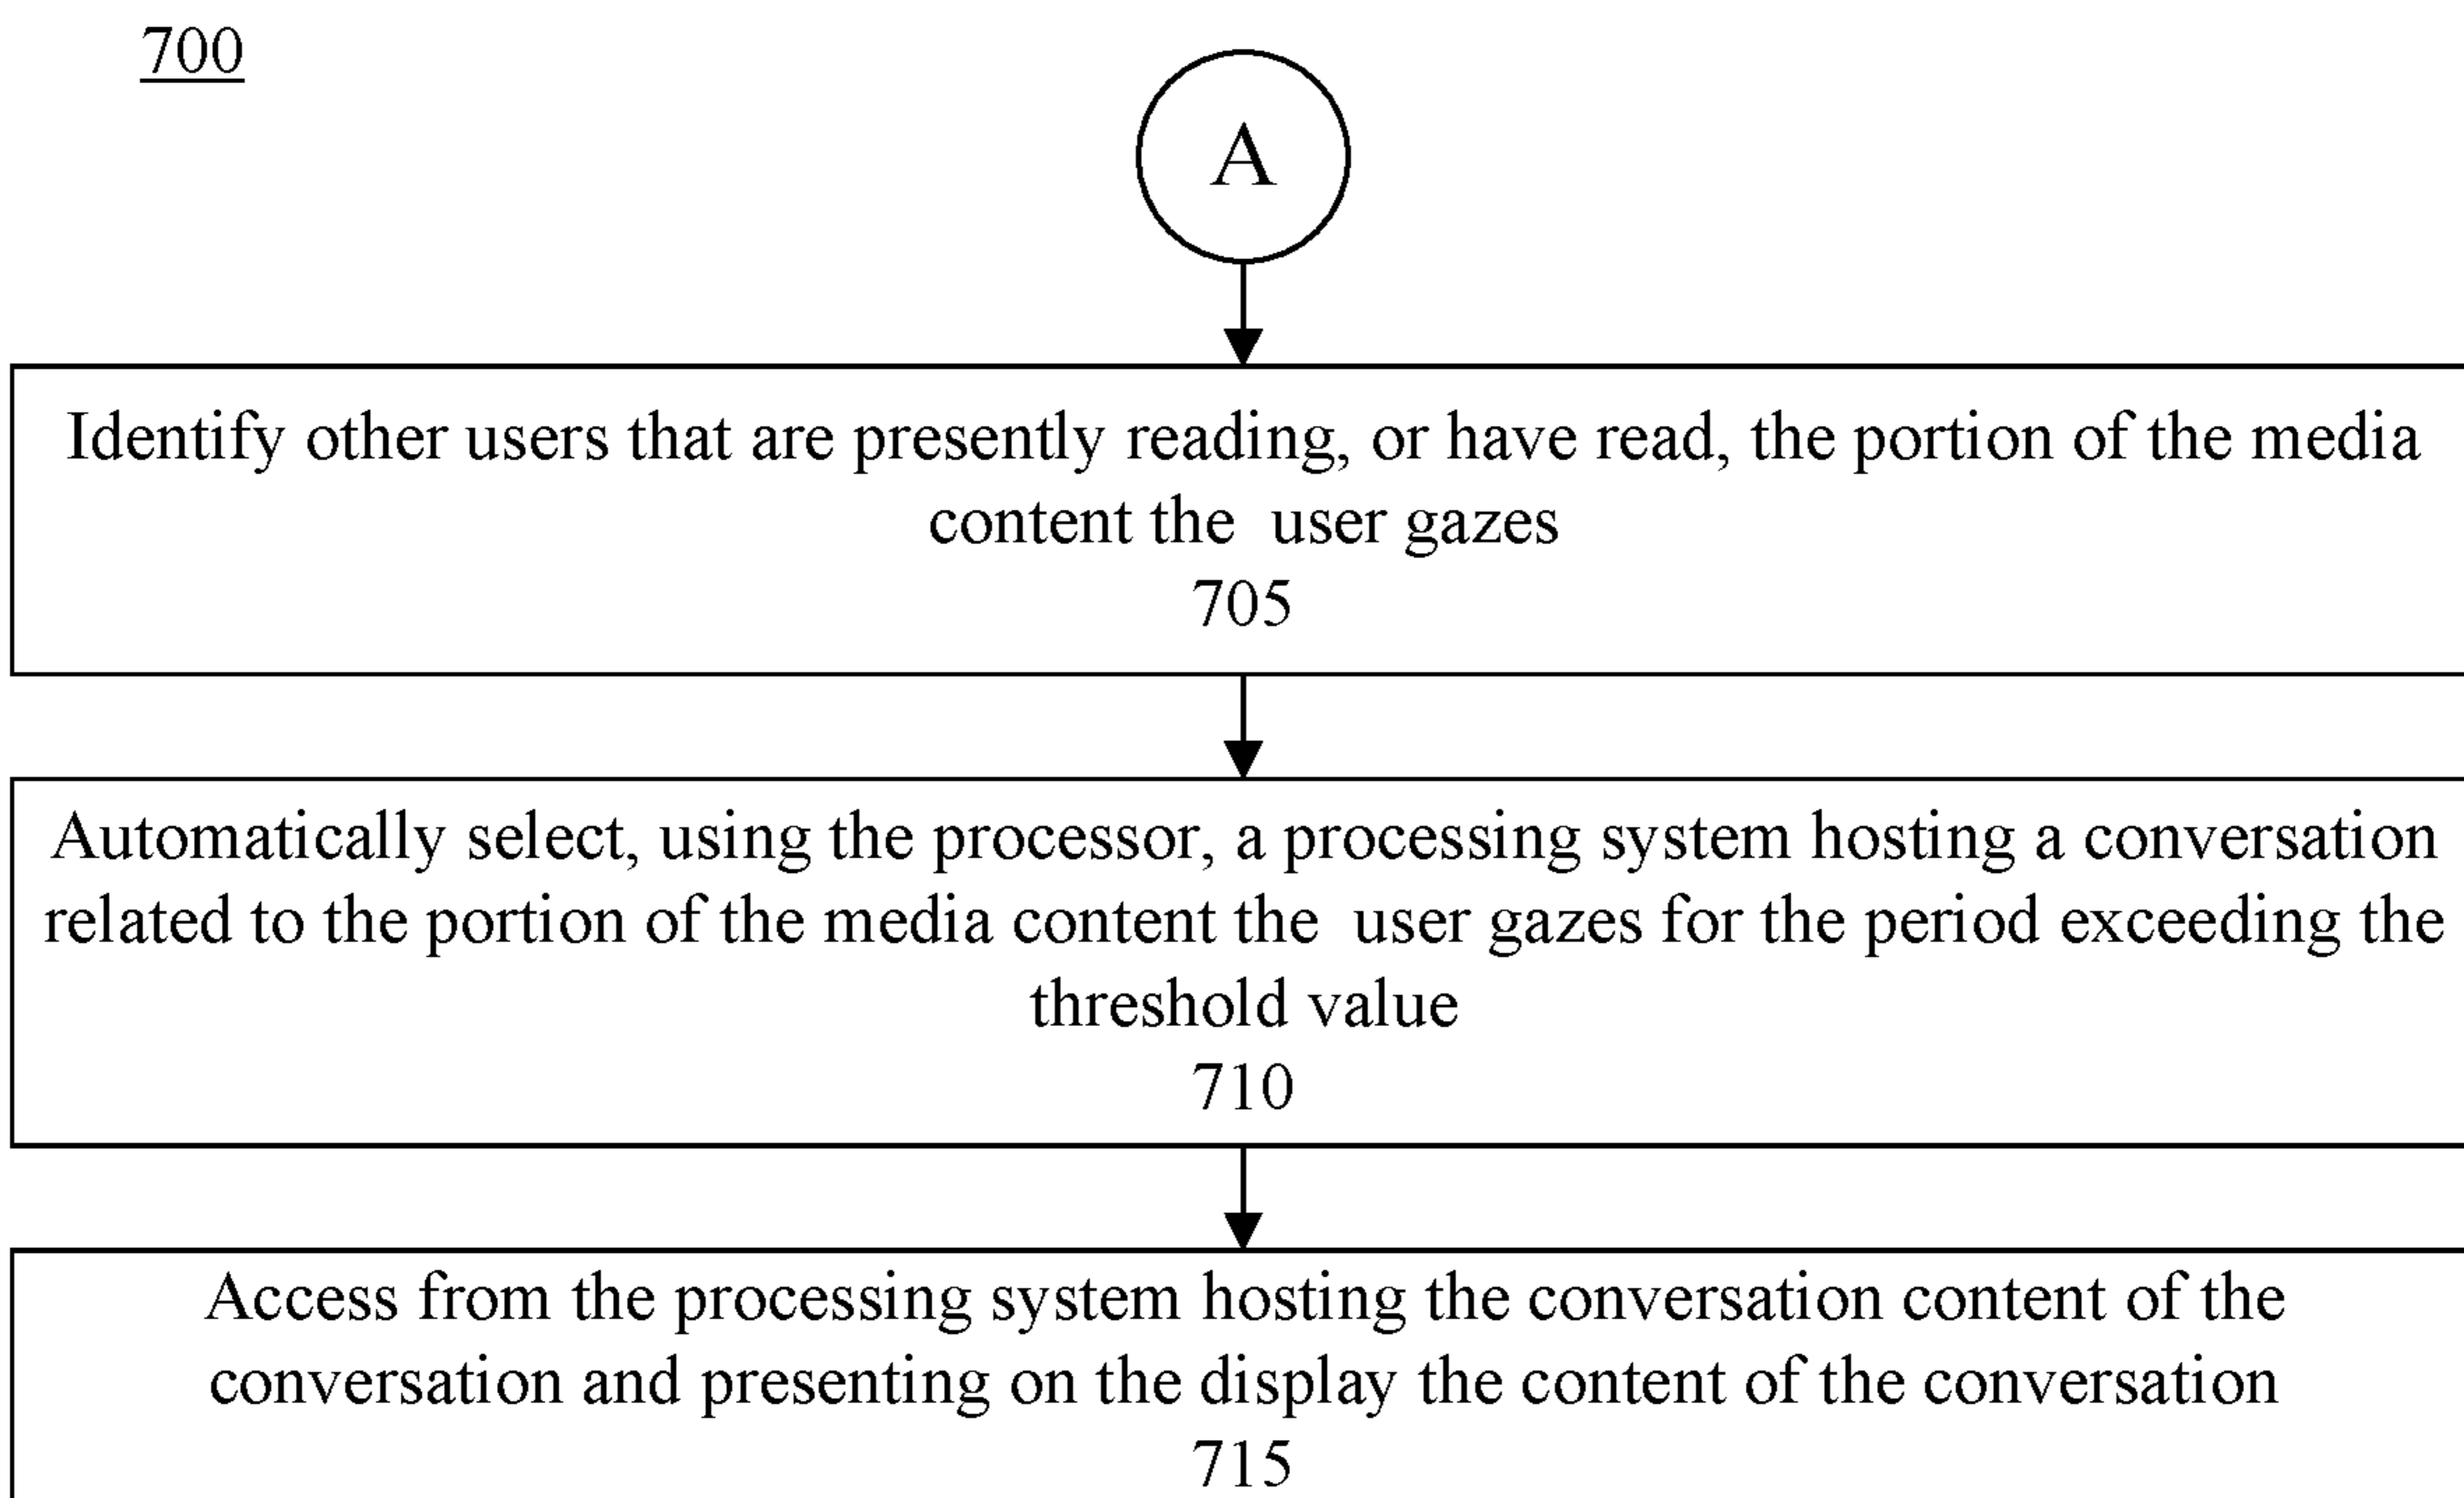 700
A
Identify other users that are presently reading, or have read, the portion of the media
content the user gazes
705
Automatically select, using the processor, a processing system hosting a conversation
related to the portion of the media content the user gazes for the period exceeding the
threshold value
710
Access from the processing system hosting the conversation content of the
conversation and presenting on the display the content of the conversation
715